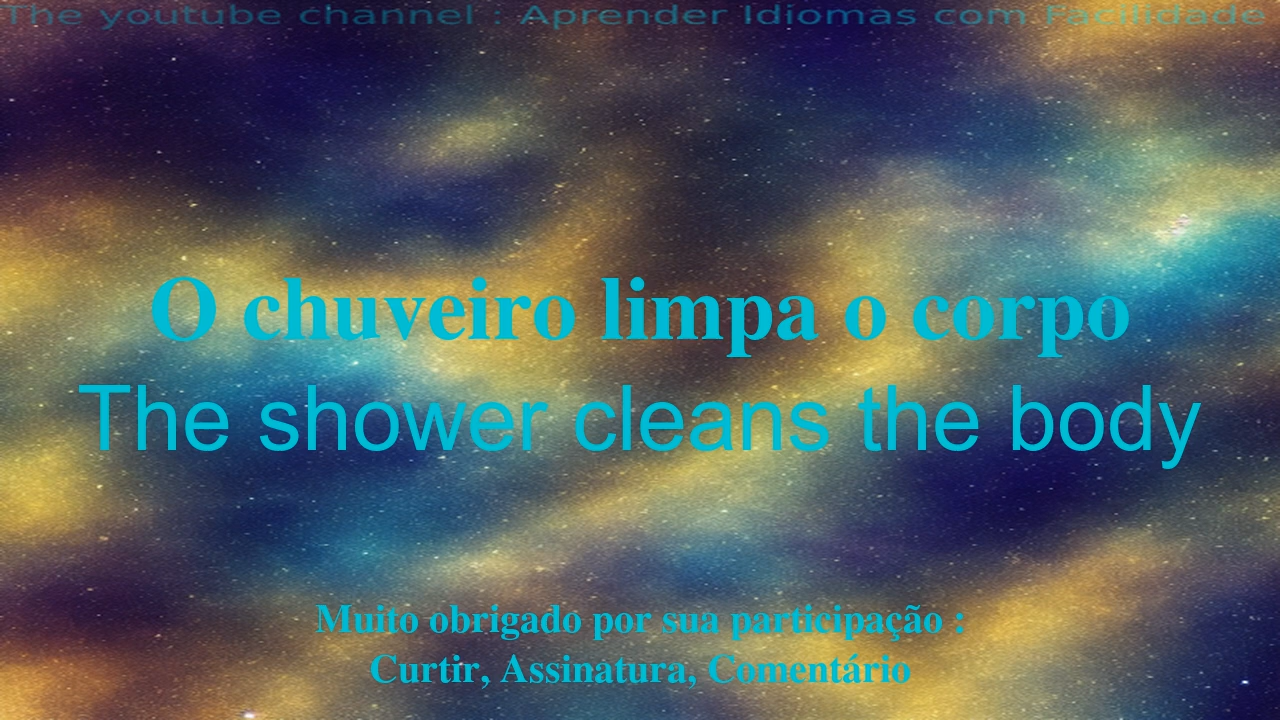 The youtube channel : Aprender Idiomas com Facilidade
O chuveiro limpa o corpo
The shower cleans the body
Muito obrigado por sua participação :
Curtir, Assinatura, Comentário